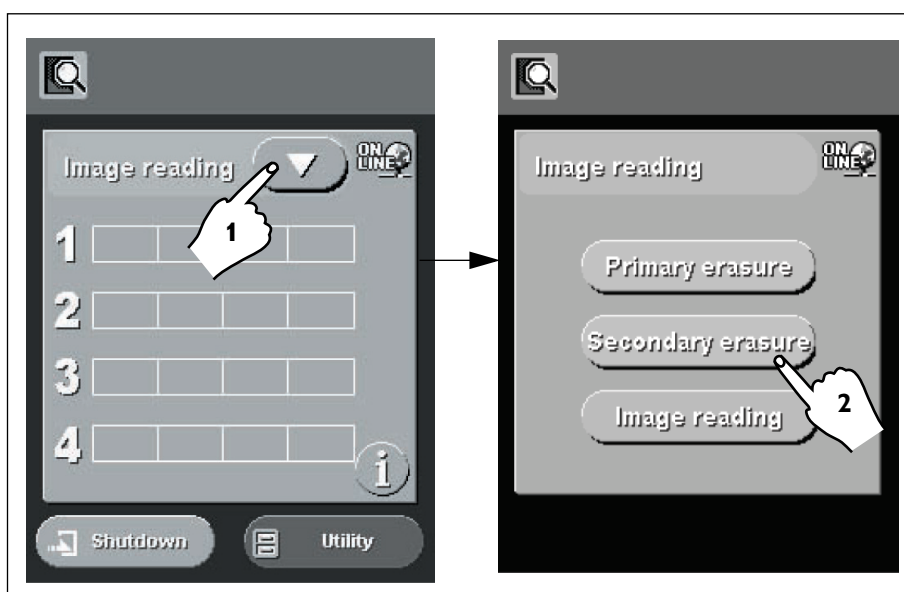 Image reading
ON
LINE
1
1
2
3
4
i
Shutdown
Utility
Image reading
ON
LINE
Primary erasure
Secondary erasure
2
Image reading